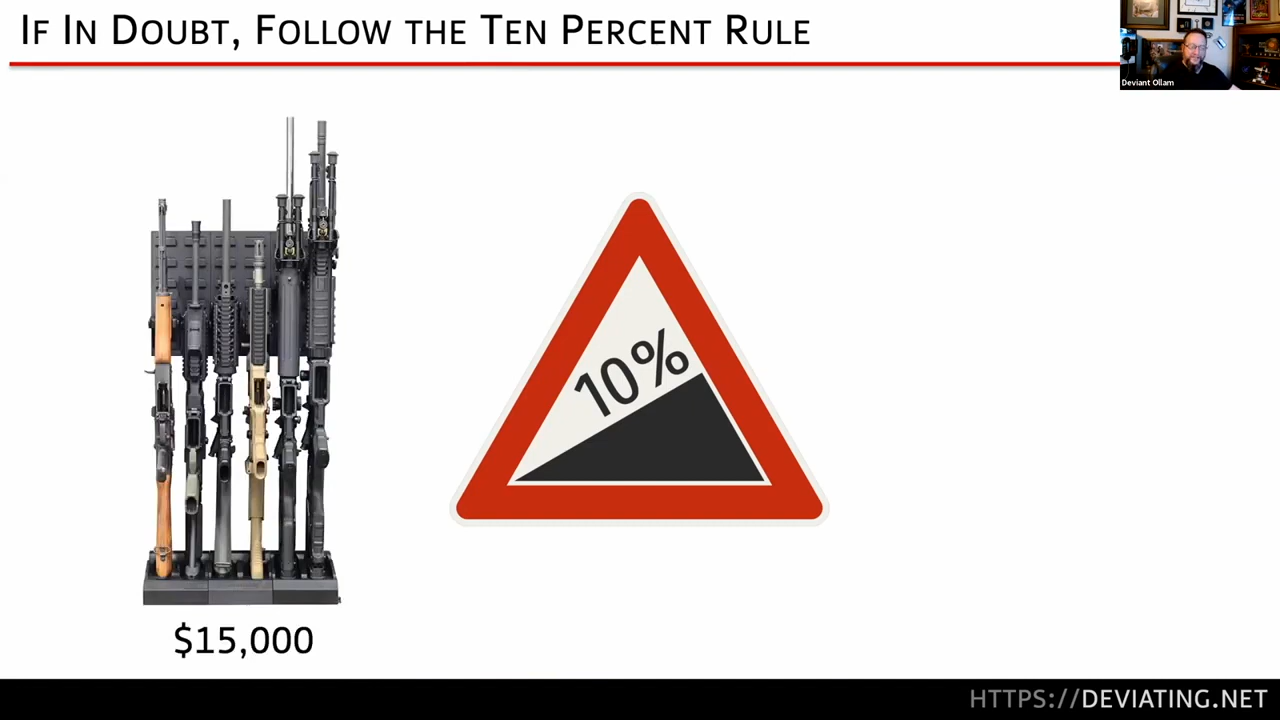 If In Doubt, Follow the Ten Percent Rule
Deviant Ollam
10%
$15,000
HTTPS://DEVIATING.NET